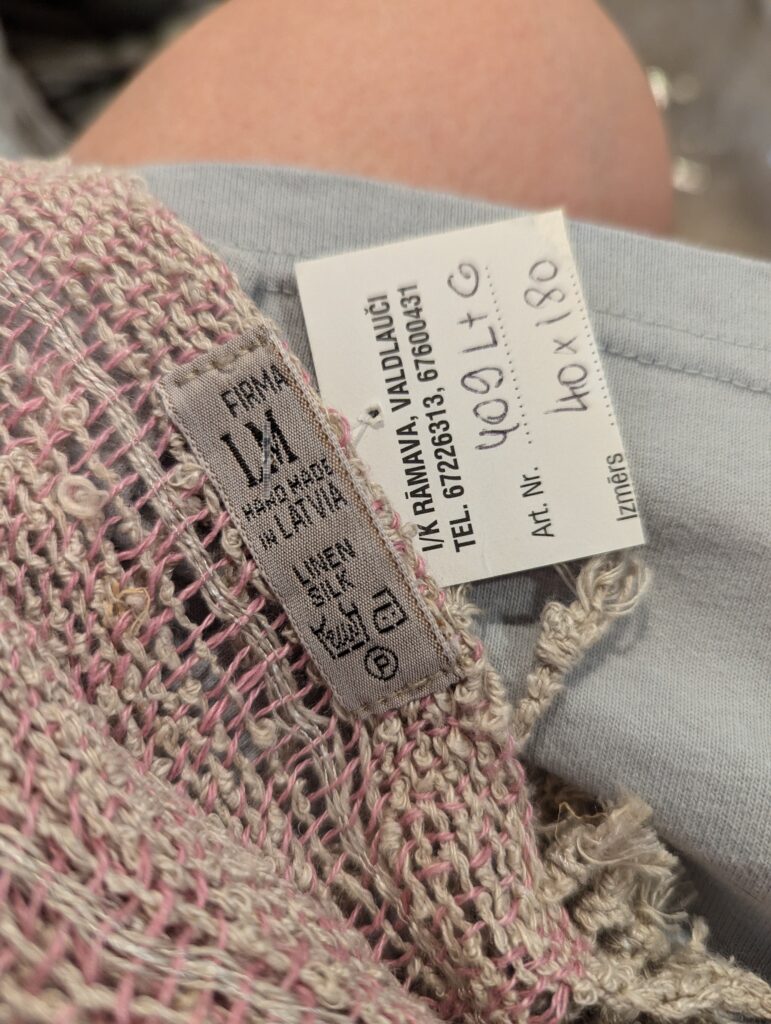 FIRMA
LM
HAND MADE
IN LATVIA
LINEN
SILK
P
I/K RĀMAVA, VALDLAUČI
TEL. 67226313, 67600431
Art. Nr. 409 L+G
Izmērs 40 x 180